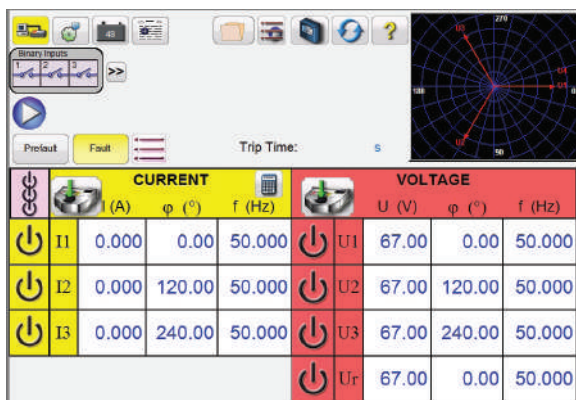 43
?
270
Binary Inputs
1 2 3
>>
U3
180
U1
0
U2
90
Prefault Fault Trip Time: s
CURRENT VOLTAGE
I (A) φ (°) f (Hz) U (V) φ (°) f (Hz)
I1 0.000 0.00 50.000 U1 67.00 0.00 50.000
I2 0.000 120.00 50.000 U2 67.00 120.00 50.000
I3 0.000 240.00 50.000 U3 67.00 240.00 50.000
Ur 67.00 0.00 50.000